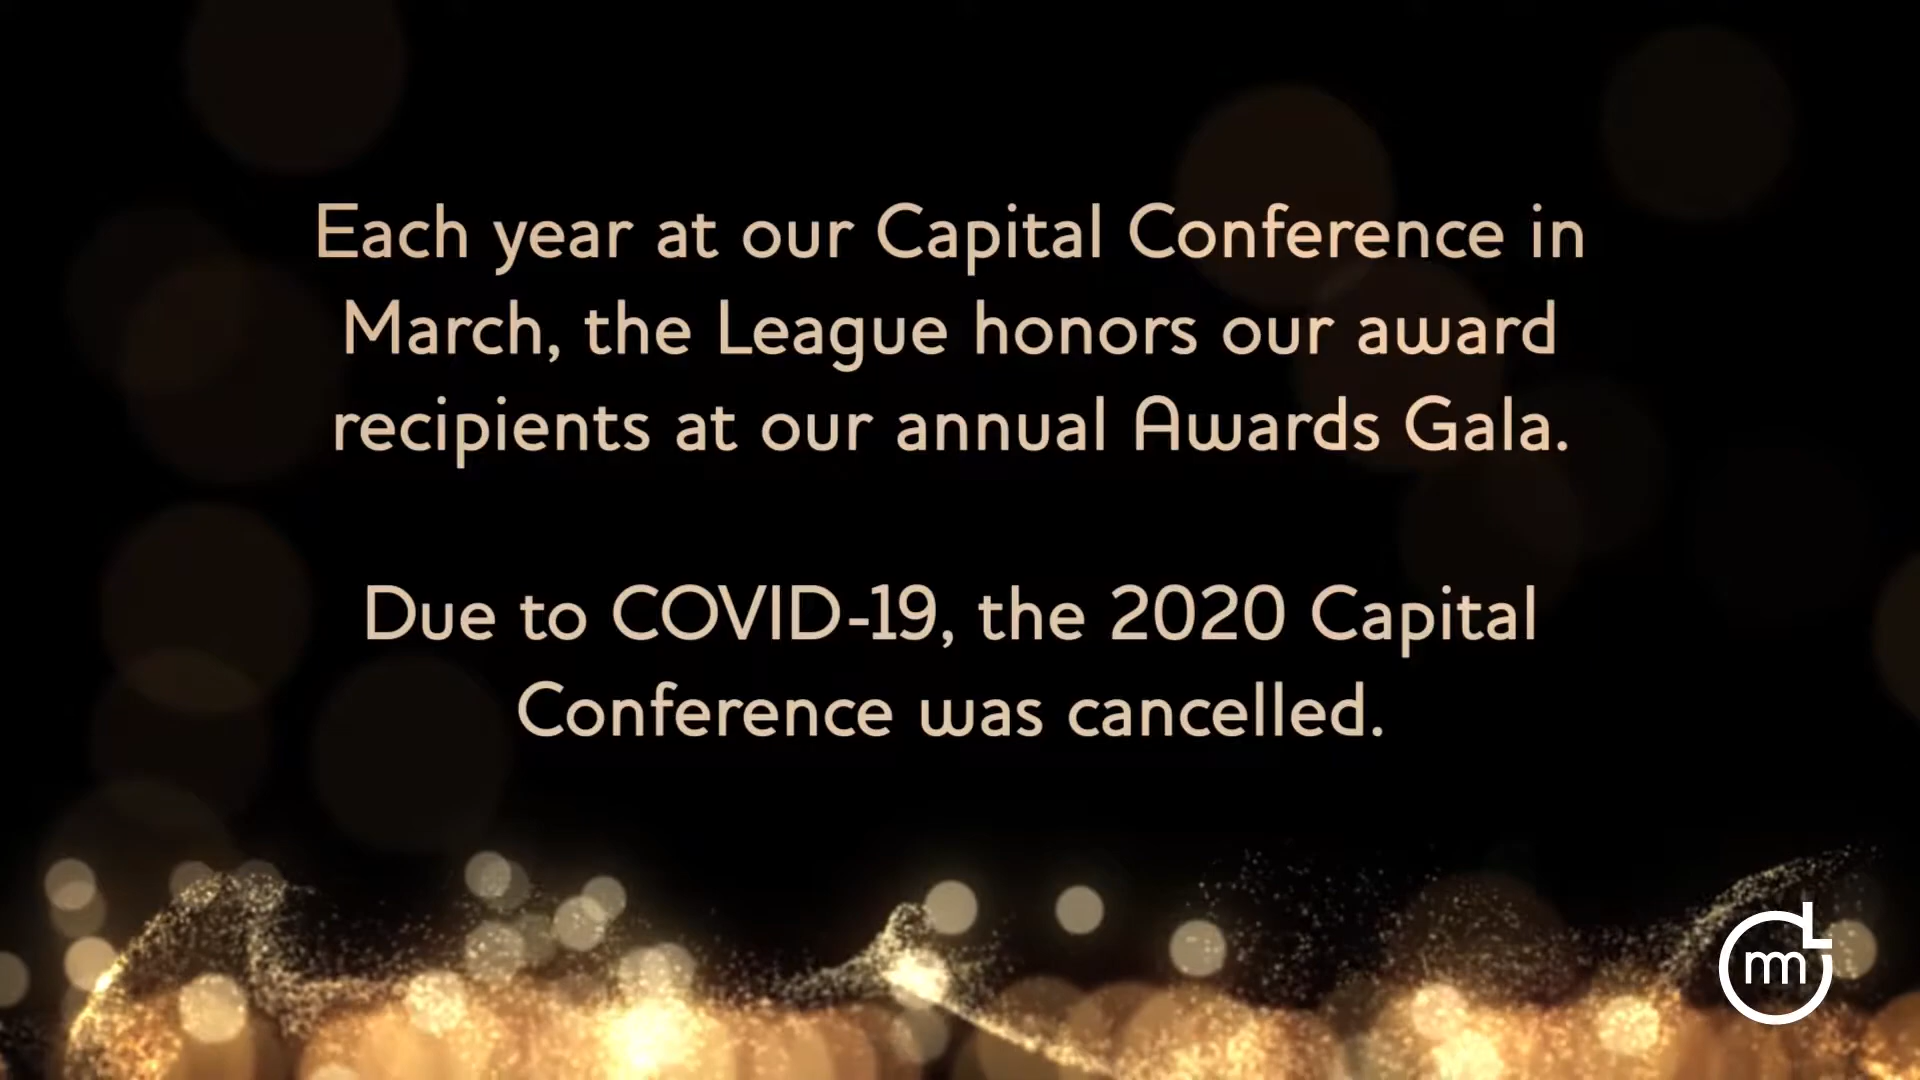 Each year at our Capital Conference in
March, the League honors our award
recipients at our annual Awards Gala.
Due to COVID-19, the 2020 Capital
Conference was cancelled.